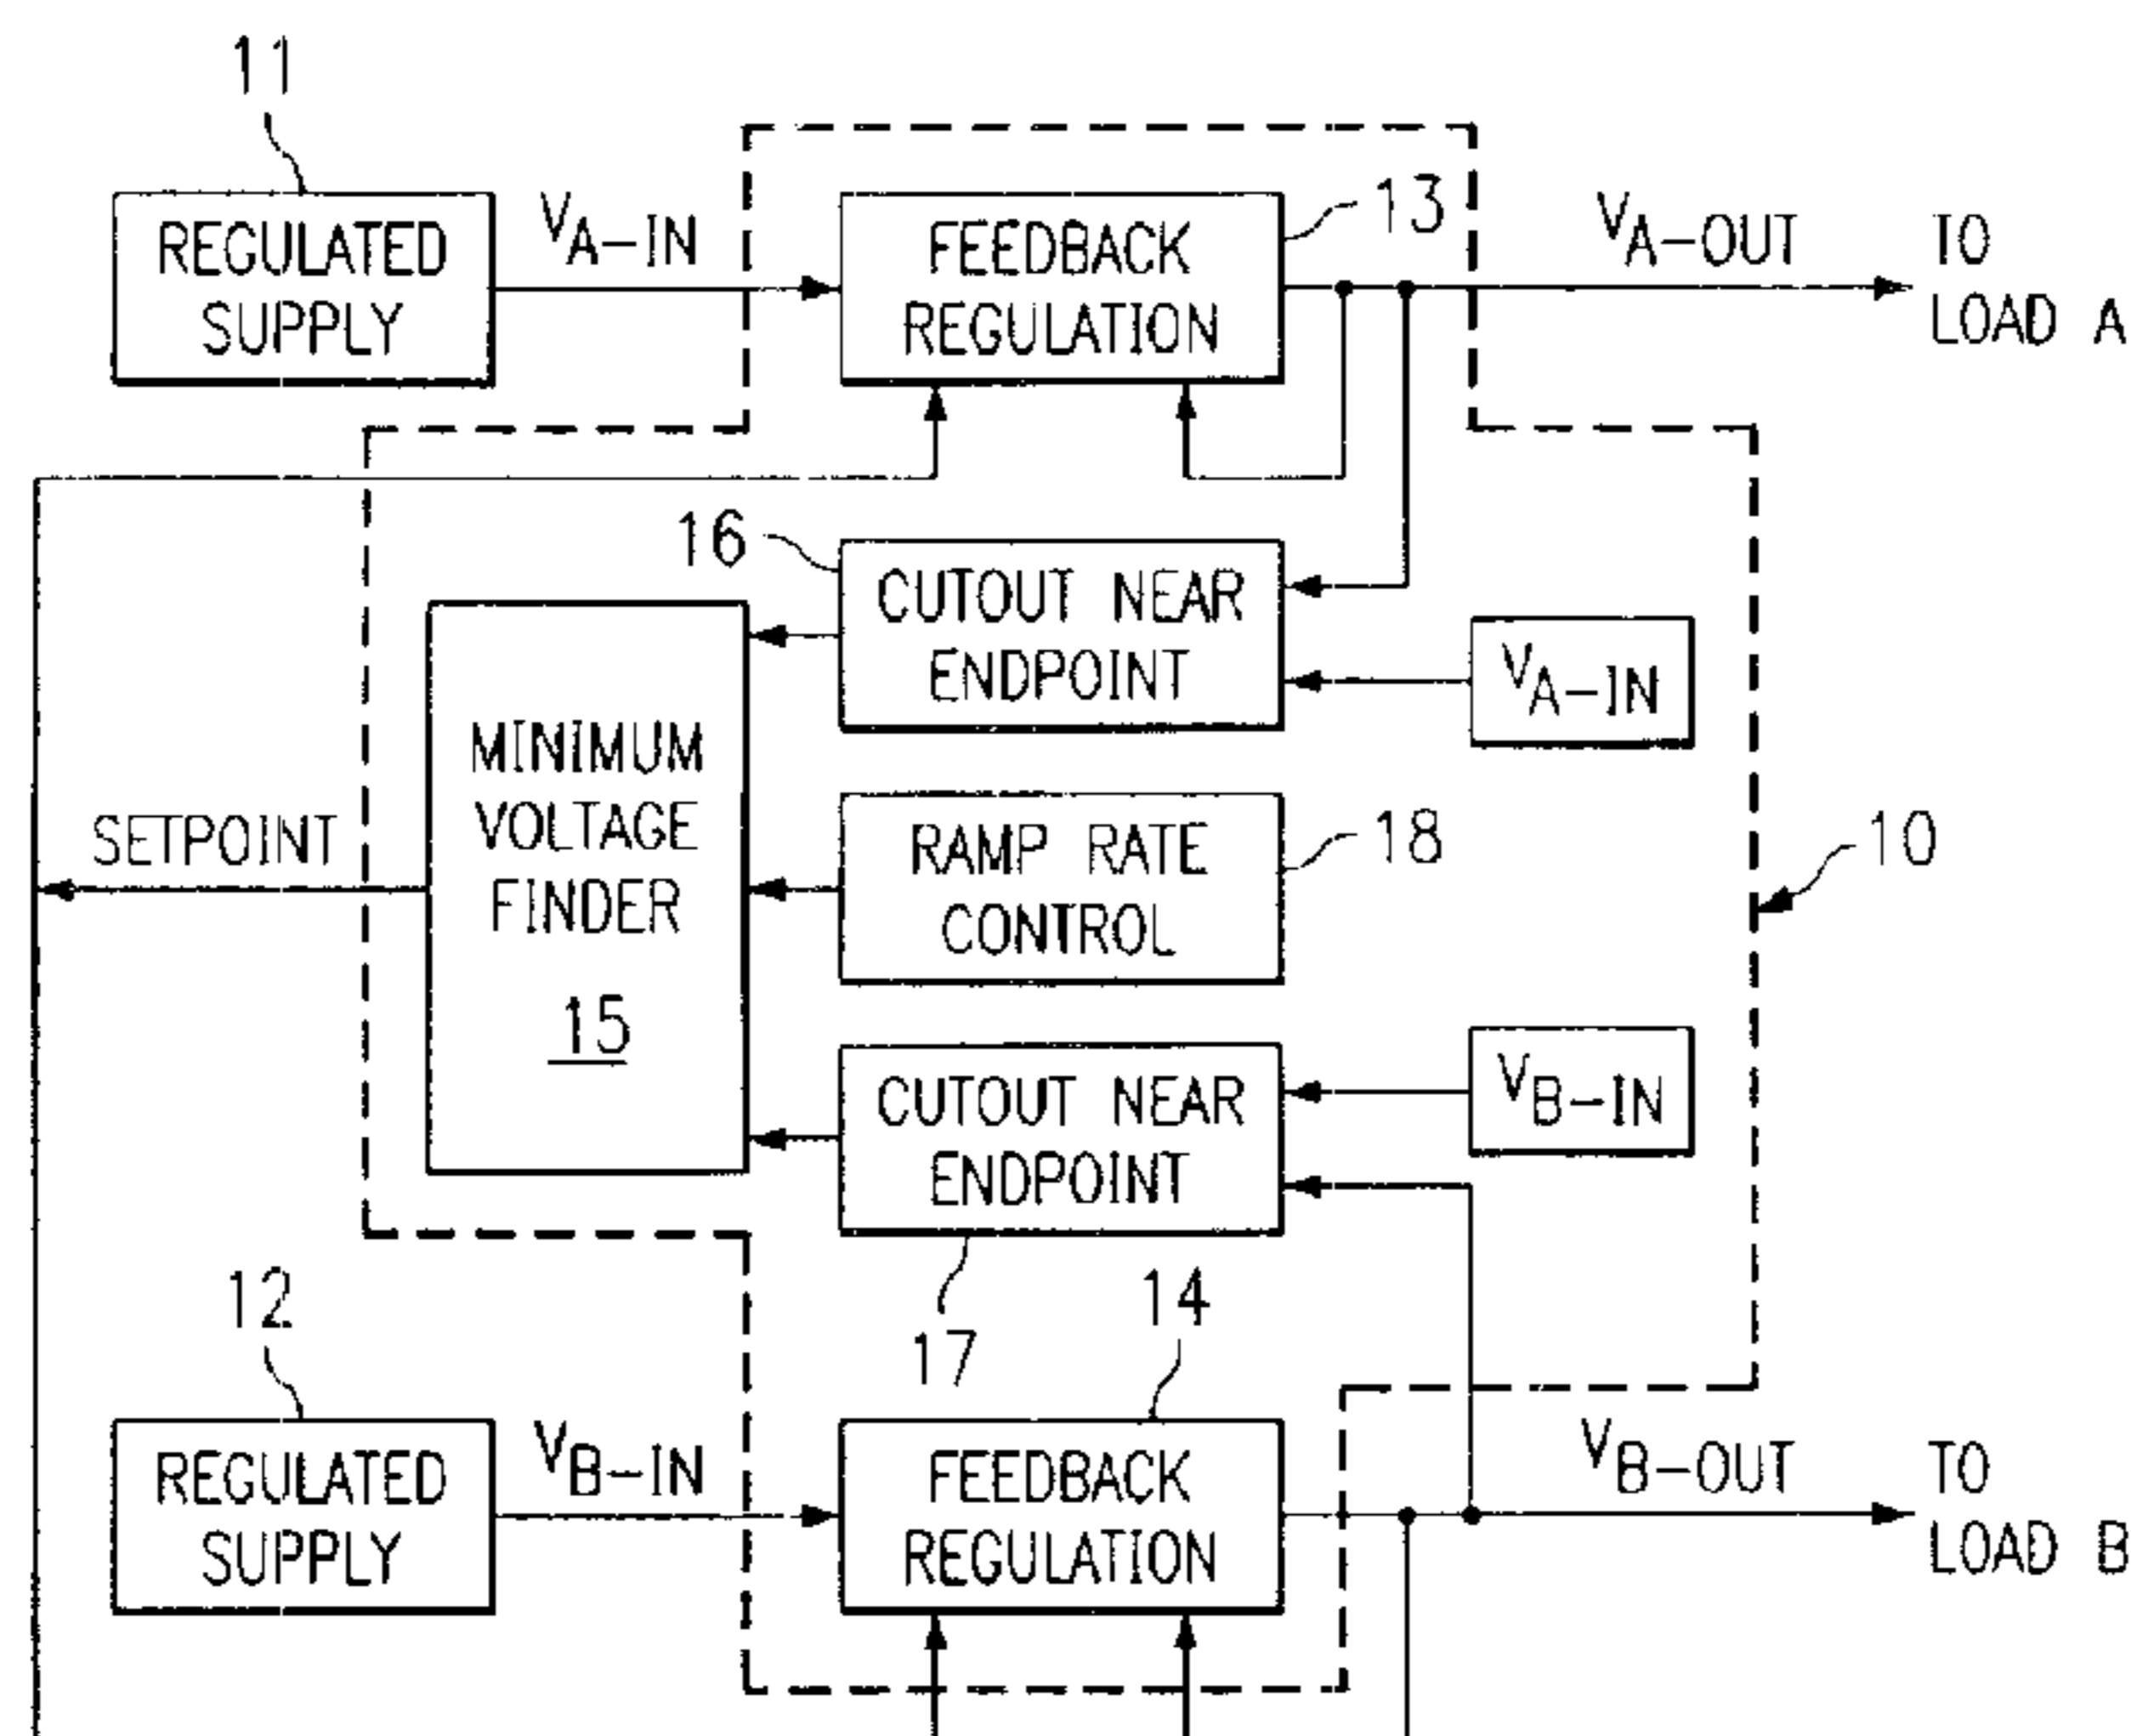 11
REGULATED
SUPPLY
VA-IN
FEEDBACK
REGULATION
13
VA-OUT
TO
LOAD A
16
CUTOUT NEAR
ENDPOINT
VA-IN
MINIMUM
VOLTAGE
FINDER
15
SETPOINT
RAMP RATE
CONTROL
18
10
CUTOUT NEAR
ENDPOINT
VB-IN
17
12
REGULATED
SUPPLY
VB-IN
14
FEEDBACK
REGULATION
VB-OUT
TO
LOAD B